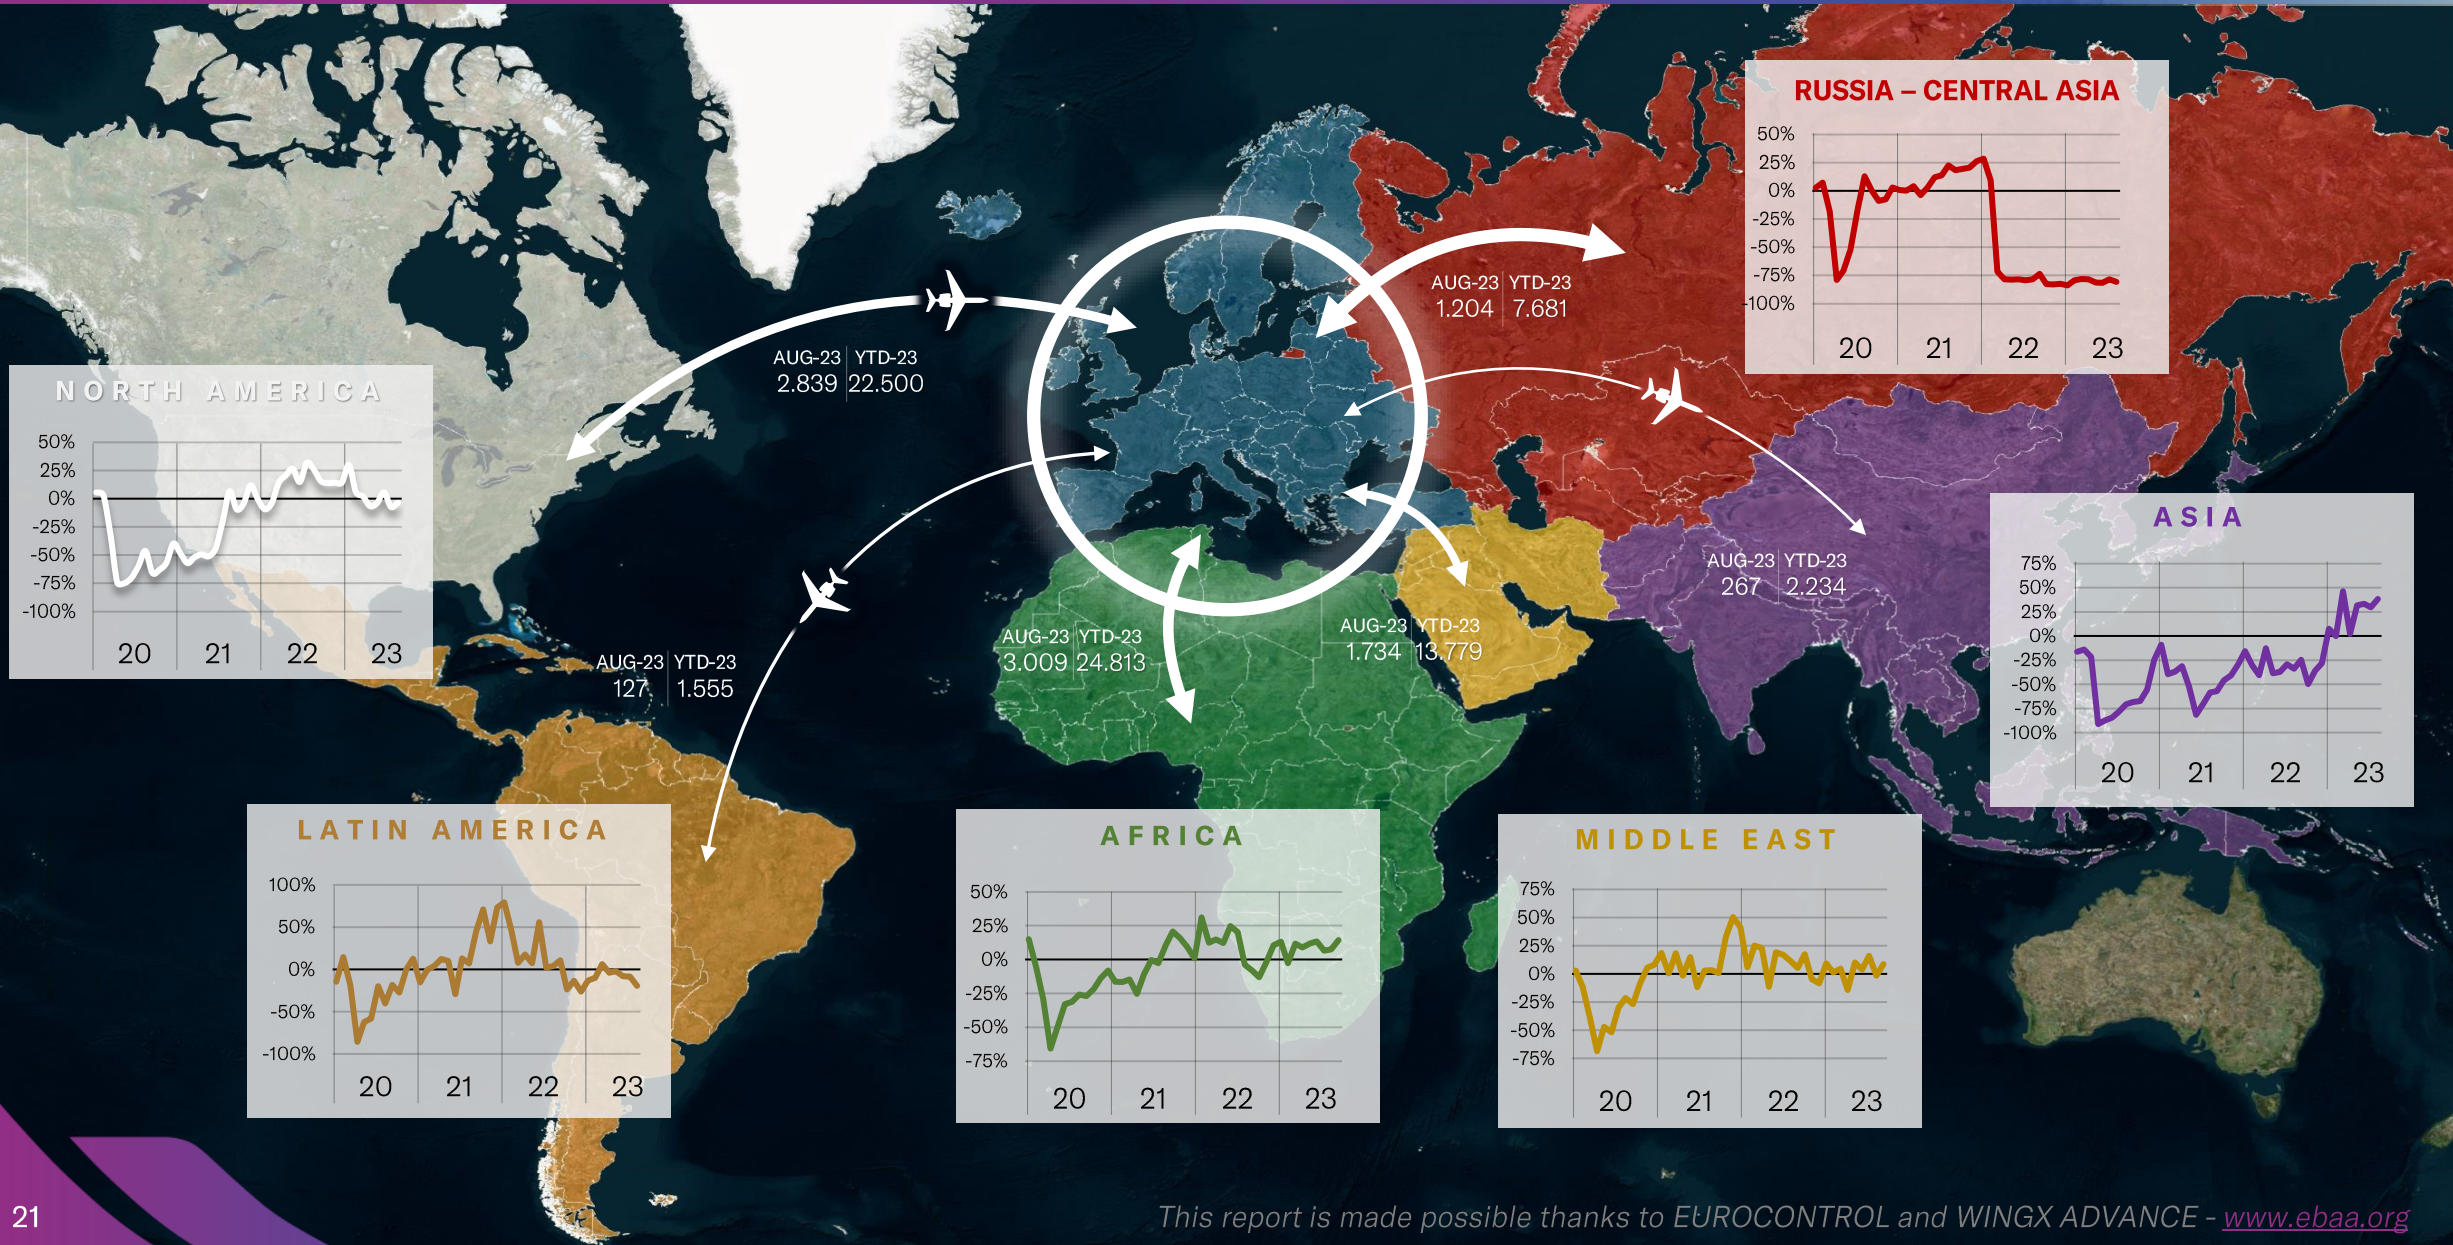 RUSSIA – CENTRAL ASIA
50%
25%
0%
-25%
-50%
-75%
-100%
20 21 22 23
AUG-23 YTD-23
1.204 7.681
AUG-23 YTD-23
2.839 22.500
NORTH AMERICA
50%
25%
0%
-25%
-50%
-75%
-100%
20 21 22 23
ASIA
75%
50%
25%
0%
-25%
-50%
-75%
-100%
20 21 22 23
AUG-23 YTD-23
267 2.234
AUG-23 YTD-23
127 1.555
AUG-23 YTD-23
3.009 24.813
AUG-23 YTD-23
1.734 13.779
LATIN AMERICA
100%
50%
0%
-50%
-100%
20 21 22 23
AFRICA
50%
25%
0%
-25%
-50%
-75%
20 21 22 23
MIDDLE EAST
75%
50%
25%
0%
-25%
-50%
-75%
20 21 22 23
21
This report is made possible thanks to EUROCONTROL and WINGX ADVANCE - www.ebaa.org